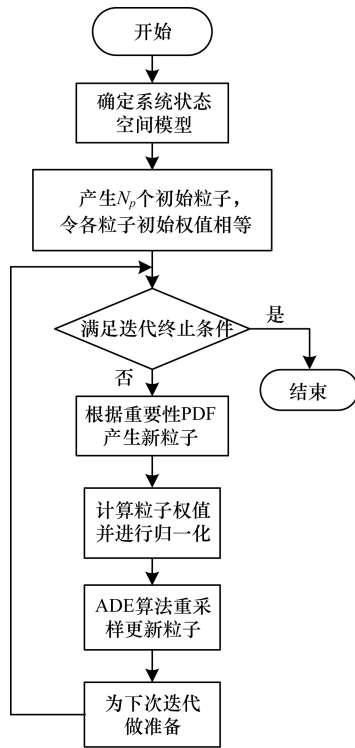 开始
确定系统状态
空间模型
产生Np个初始粒子，
令各粒子初始权值相等
满足迭代终止条件
是
否
结束
根据重要性PDF
产生新粒子
计算粒子权值
并进行归一化
ADE算法重采
样更新粒子
为下次迭代
做准备